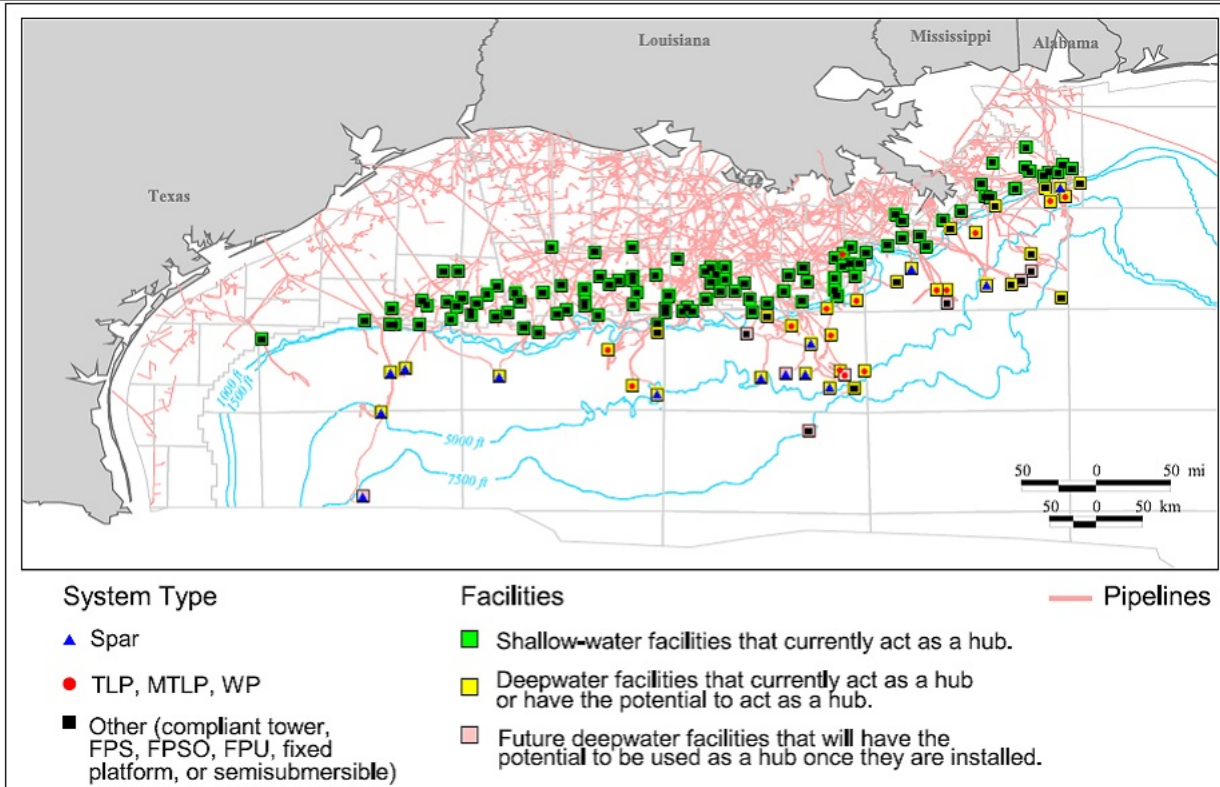 Louisiana
Mississippi
Alabama
Texas
1000 ft
1500 ft
5000 ft
7500 ft
50 0 50 mi
50 0 50 km
System Type
Spar
TLP, MTLP, WP
Other (compliant tower,
FPS, FPSO, FPU, fixed
platform, or semisubmersible)
Facilities
Shallow-water facilities that currently act as a hub.
Deepwater facilities that currently act as a hub
or have the potential to act as a hub.
Future deepwater facilities that will have the
potential to be used as a hub once they are installed.
Pipelines